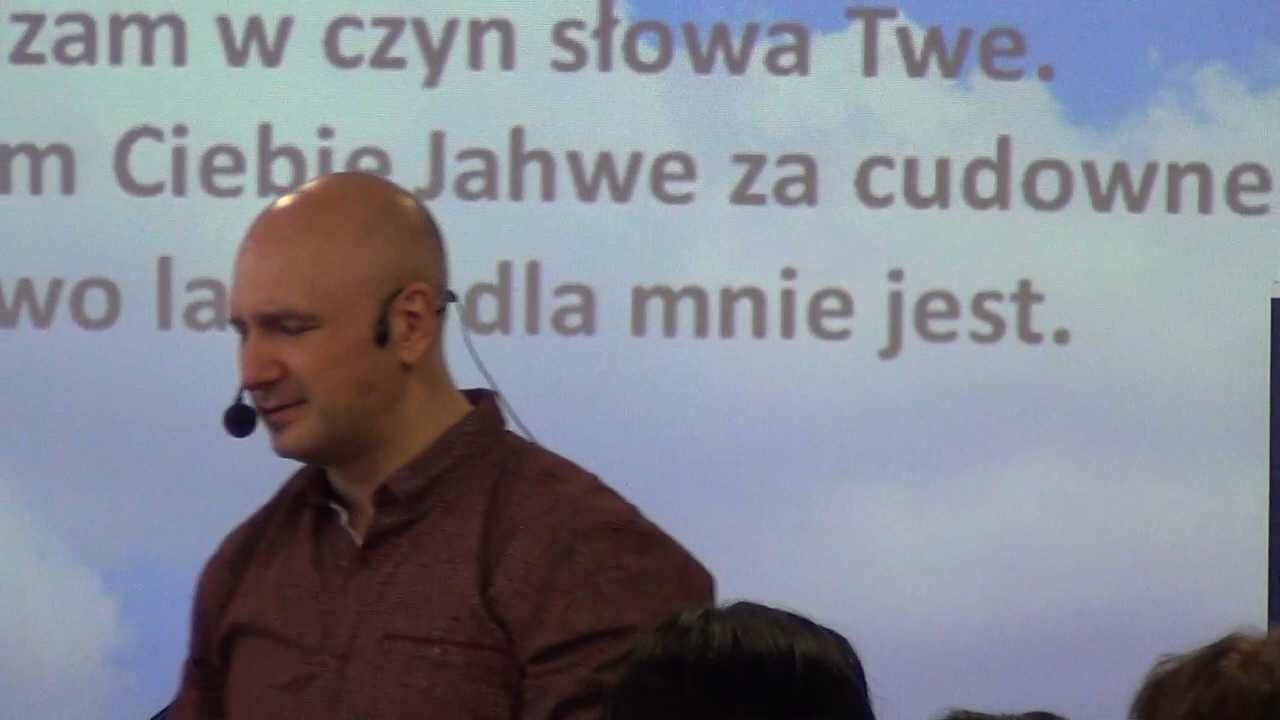 zam w czyn słowa Twe.
m Ciebie Jahwe za cudowne
wo la dla mnie jest.